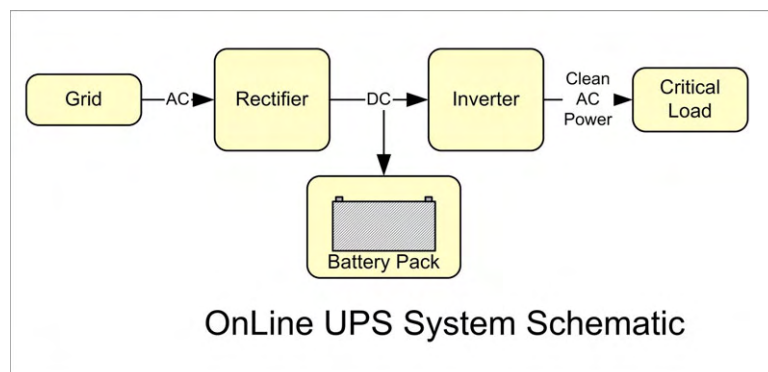 Grid
AC
Rectifier
DC
Inverter
Clean
AC
Power
Critical
Load
Battery Pack
OnLine UPS System Schematic